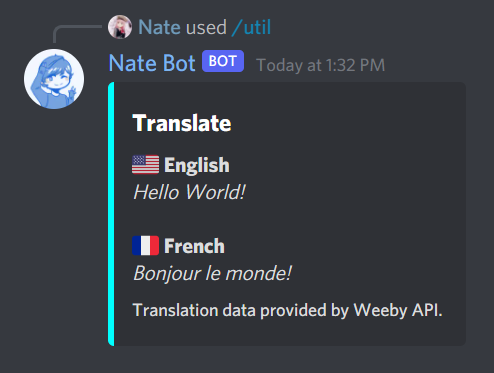 Nate used /util
Nate Bot BOT Today at 1:32 PM
Translate
English
Hello World!
French
Bonjour le monde!
Translation data provided by Weeby API.